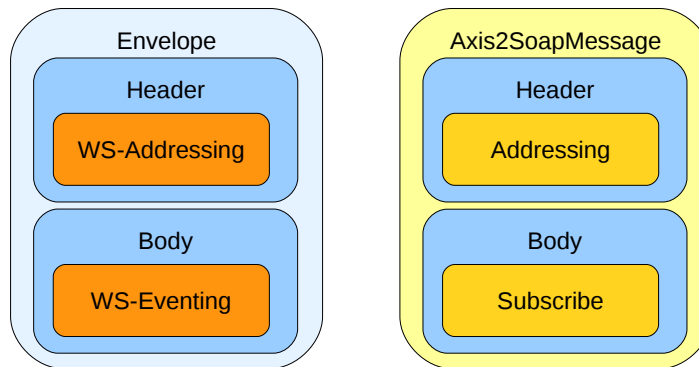 Envelope
Header
WS-Addressing
Body
WS-Eventing
Axis2SoapMessage
Header
Addressing
Body
Subscribe